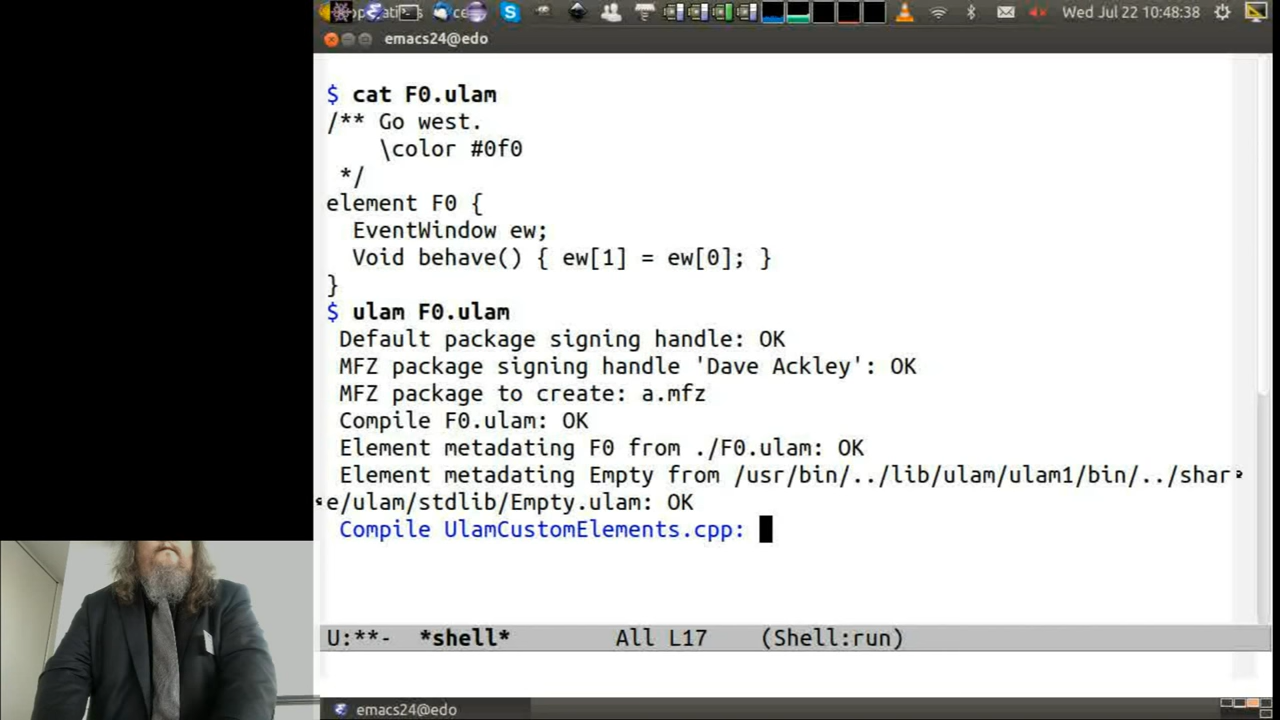 Wed Jul 22 10:48:38
emacs24@edo
$ cat F0.ulam
/** Go west.
\color #0f0
*/
element F0 {
EventWindow ew;
Void behave() { ew[1] = ew[0]; }
}
$ ulam F0.ulam
Default package signing handle: OK
MFZ package signing handle 'Dave Ackley': OK
MFZ package to create: a.mfz
Compile F0.ulam: OK
Element metadating F0 from ./F0.ulam: OK
Element metadating Empty from /usr/bin/../lib/ulam/ulam1/bin/../shar
e/ulam/stdlib/Empty.ulam: OK
Compile UlamCustomElements.cpp:
U:**- *shell* All L17 (Shell:run)
emacs24@edo